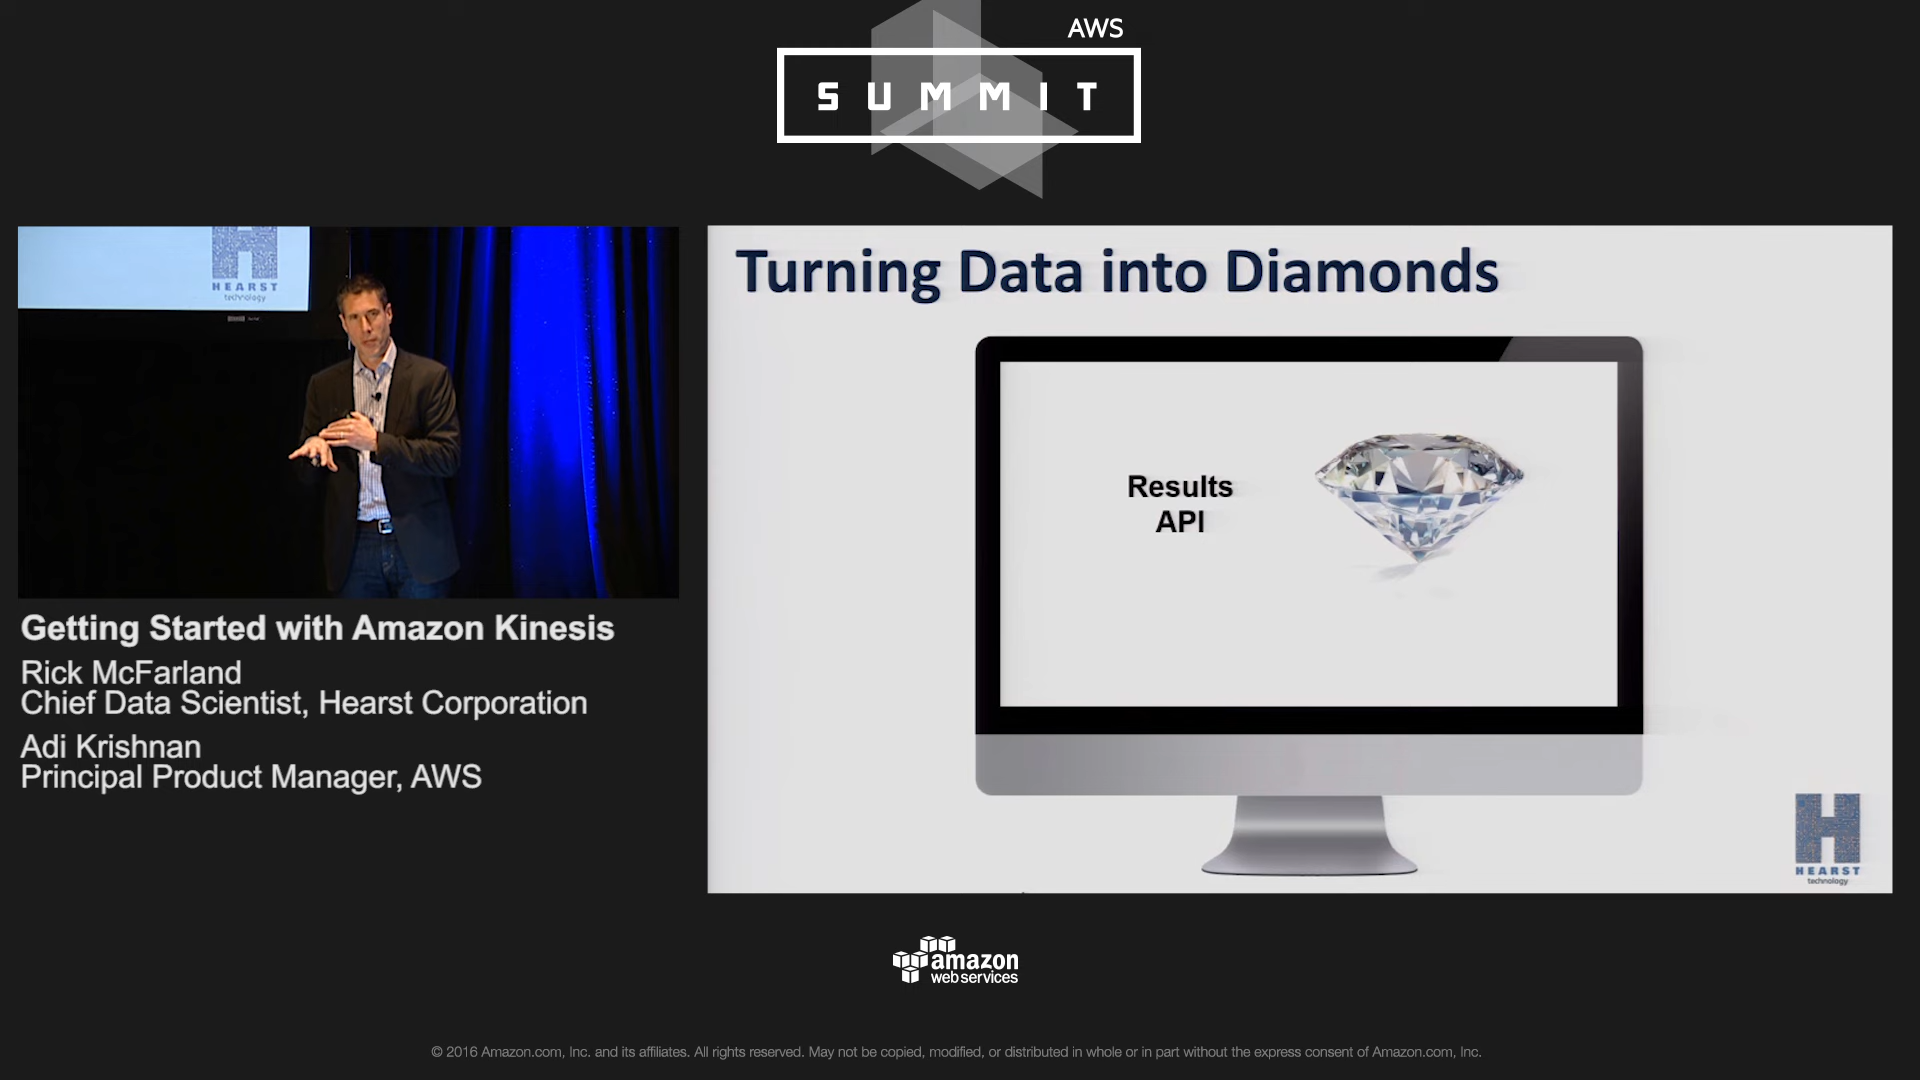 AWS
SUMMIT
HEARST
technology
Turning Data into Diamonds
Results
API
HEARST
technology
Getting Started with Amazon Kinesis
Rick McFarland
Chief Data Scientist, Hearst Corporation
Adi Krishnan
Principal Product Manager, AWS
amazon
webservices
© 2016 Amazon.com, Inc. and its affiliates. All rights reserved. May not be copied, modified, or distributed in whole or in part without the express consent of Amazon.com, Inc.